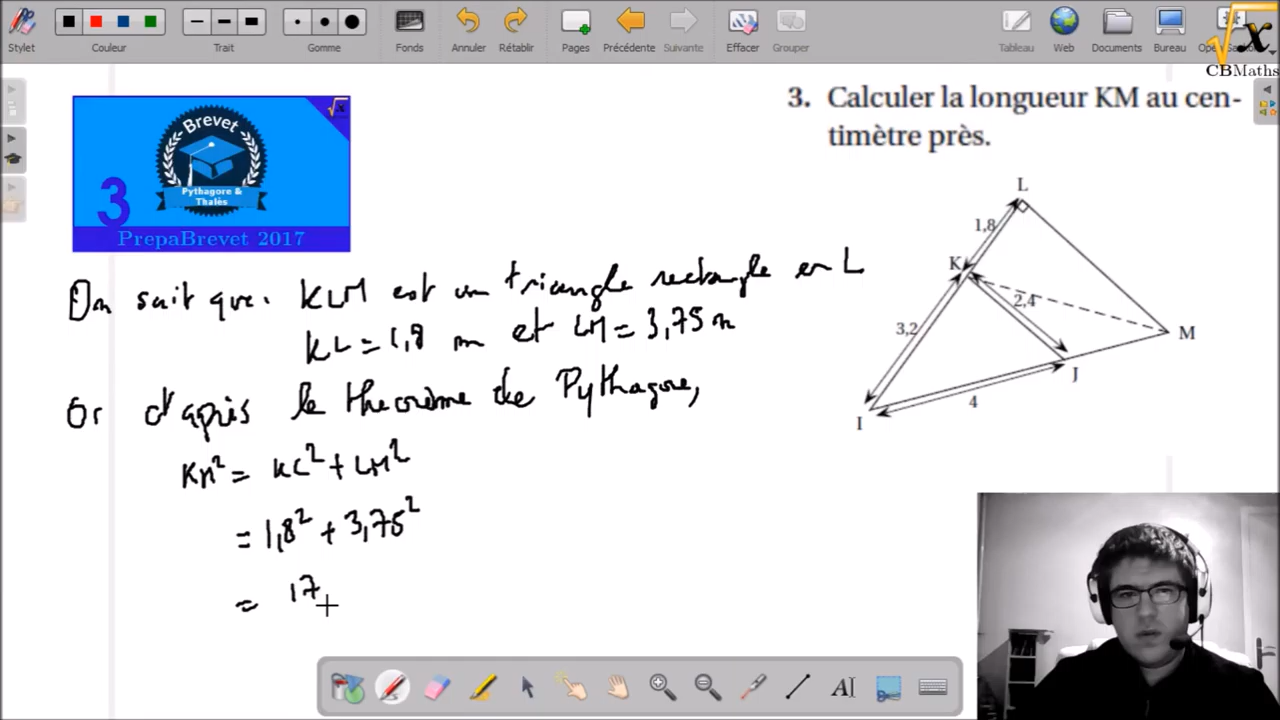 Stylet
Couleur
Trait
Gomme
Fonds
Annuler
Rétablir
Pages
Précédente
Suivante
Effacer
Grouper
Tableau
Web
Documents
Bureau
√x
CBMaths
Brevet
Pythagore &
Thalès
3
PrepaBrevet 2017
3. Calculer la longueur KM au cen-
timètre près.
L
1,8
K
2,4
3,2
M
J
4
I
On sait que. KLM est un triangle rectangle en L
KL = 1,8 m et LM = 3,75 m
Or d'après le théorème de Pythagore,
KM² = KL² + LM²
= 1,8² + 3,75²
= 17,